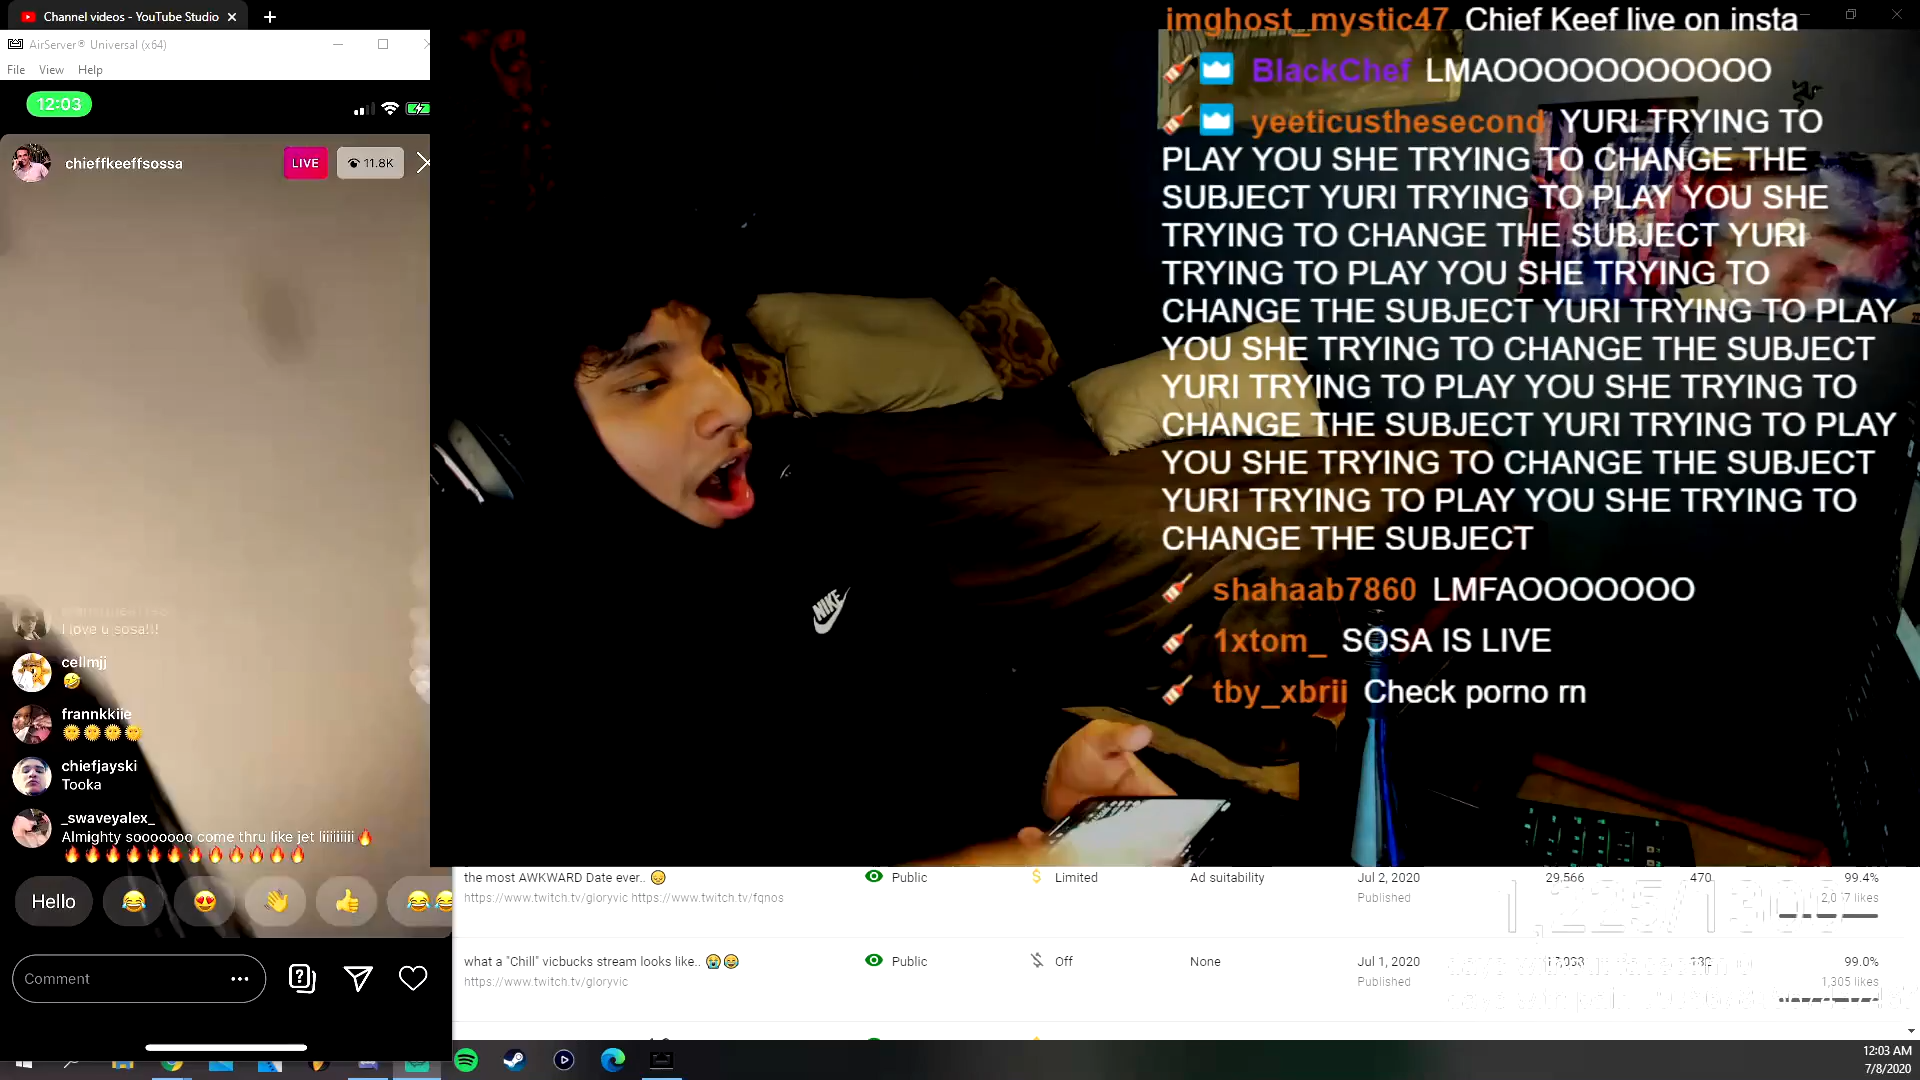 Channel videos - YouTube Studio
AirServer® Universal (x64)
File View Help
12:03
chieffkeeffsossa
LIVE
11.8K
I love u sosa!!!
cellmjj
🤣
frannkkiie
🌞🌞🌞🌞
chiefjayski
Tooka
_swaveyalex_
Almighty sooooooo come thru like jet liiiiiiiii🔥
🔥🔥🔥🔥🔥🔥🔥🔥🔥🔥🔥🔥
Hello 😂 😍 👋 👍 😂😂
Comment
NIKE
imghost_mystic47 Chief Keef live on insta
BlackChef LMAOOOOOOOOOOO
yeeticusthesecond YURI TRYING TO
PLAY YOU SHE TRYING TO CHANGE THE
SUBJECT YURI TRYING TO PLAY YOU SHE
TRYING TO CHANGE THE SUBJECT YURI
TRYING TO PLAY YOU SHE TRYING TO
CHANGE THE SUBJECT YURI TRYING TO PLAY
YOU SHE TRYING TO CHANGE THE SUBJECT
YURI TRYING TO PLAY YOU SHE TRYING TO
CHANGE THE SUBJECT YURI TRYING TO PLAY
YOU SHE TRYING TO CHANGE THE SUBJECT
YURI TRYING TO PLAY YOU SHE TRYING TO
CHANGE THE SUBJECT
shahaab7860 LMFAOOOOOOO
1xtom_ SOSA IS LIVE
tby_xbrii Check porno rn
the most AWKWARD Date ever.. 😔 Public Limited Ad suitability Jul 2, 2020 29,566 470 99.4%
https://www.twitch.tv/gloryvic https://www.twitch.tv/fqnos Published likes
1,225/1300
what a "Chill" vicbucks stream looks like.. 😭😂 Public Off None Jul 1, 2020 99.0%
https://www.twitch.tv/gloryvic Published 1,305 likes
12:03 AM
7/8/2020